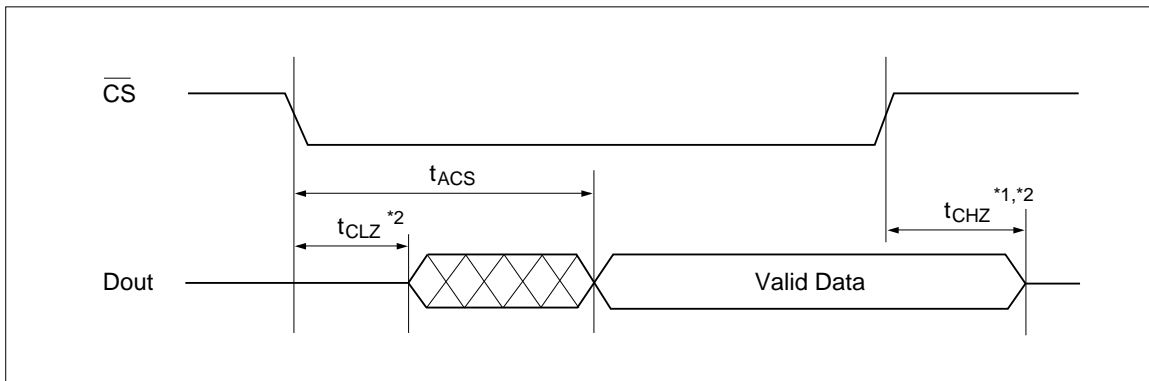 CS
tACS
tCLZ *2
tCHZ *1,*2
Dout
Valid Data